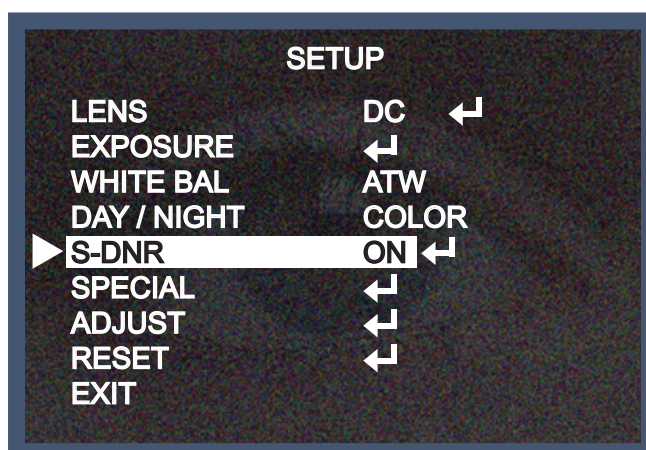 SETUP
LENS DC ↵
EXPOSURE ↵
WHITE BAL ATW
DAY / NIGHT COLOR
S-DNR ON ↵
SPECIAL ↵
ADJUST ↵
RESET ↵
EXIT